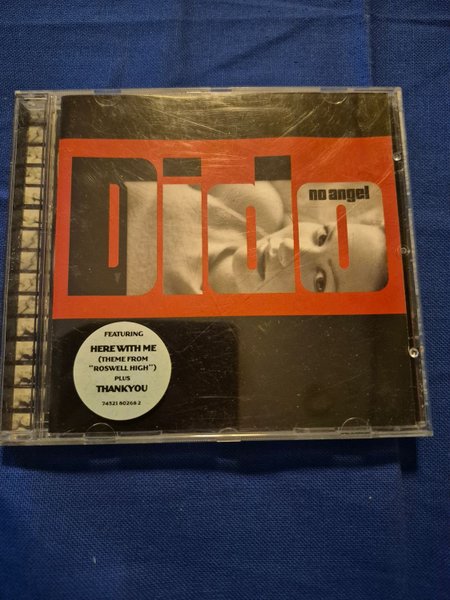 Dido
no angel
FEATURING
HERE WITH ME
(THEME FROM
"ROSWELL HIGH")
PLUS
THANKYOU
74321 80268 2